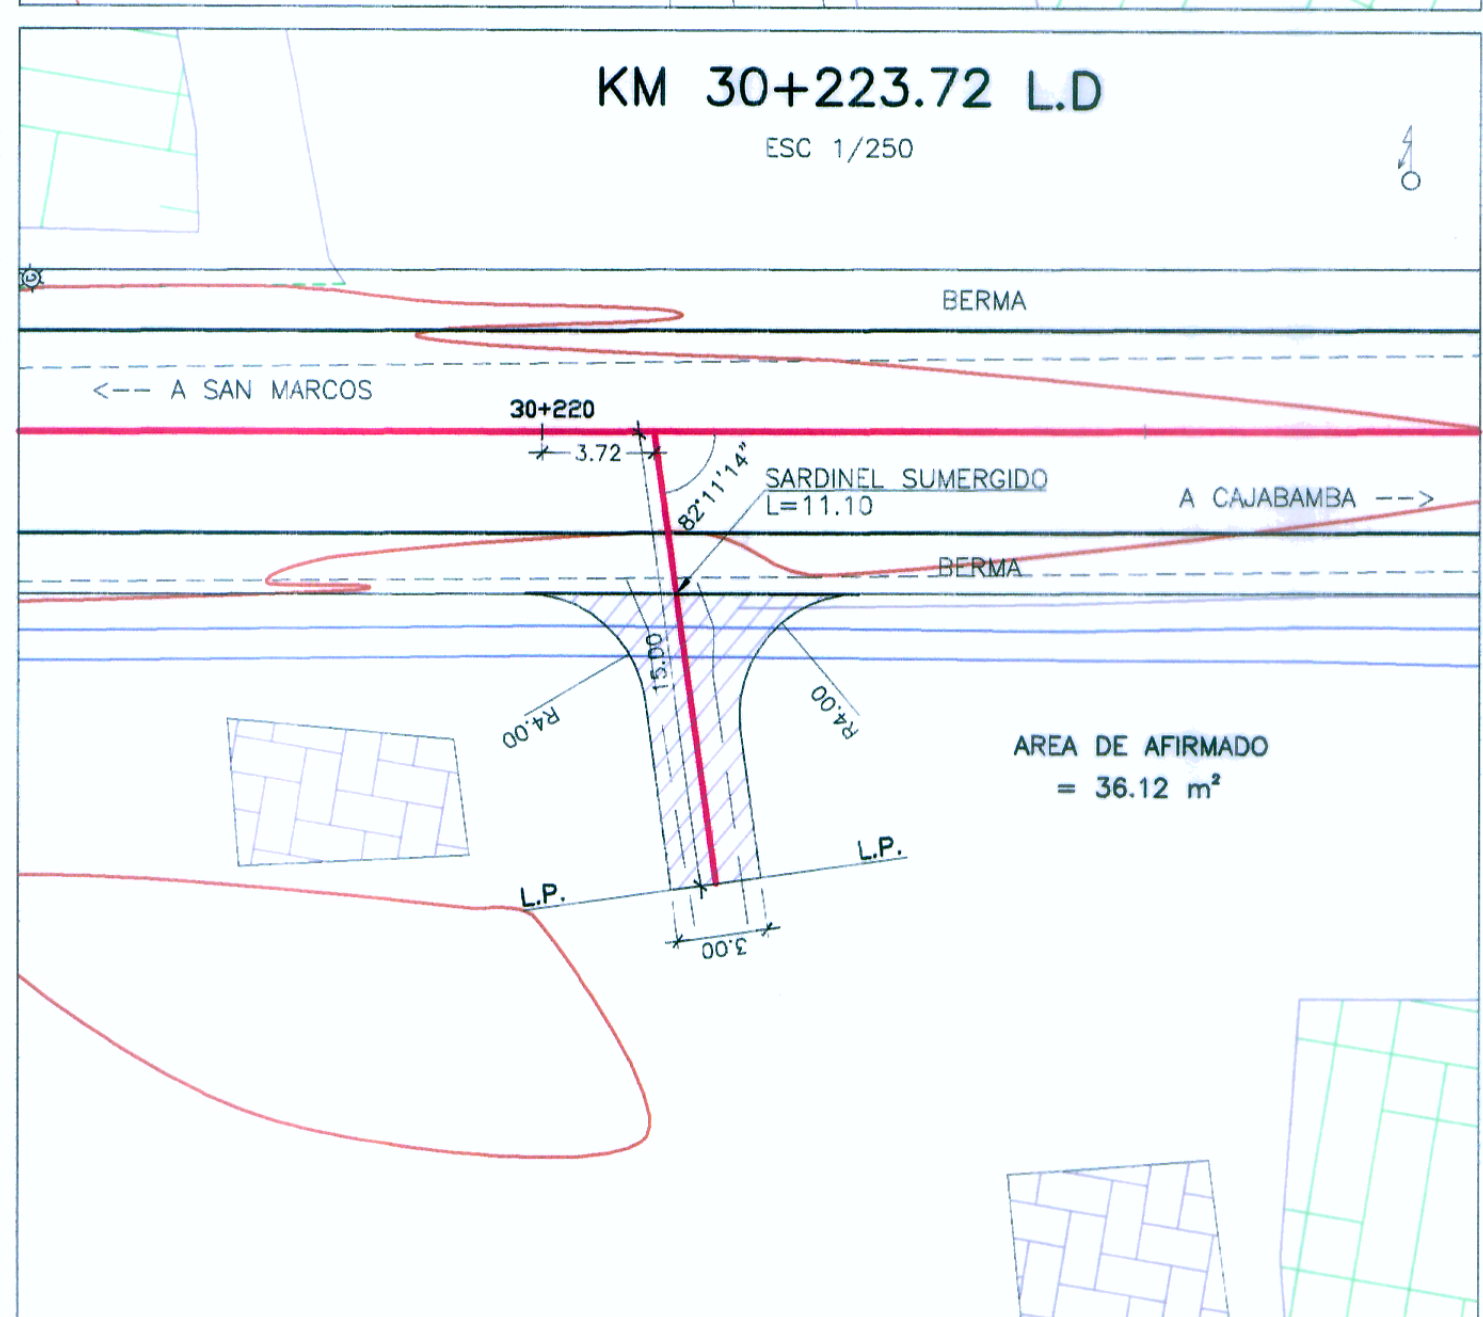 KM 30+223.72 L.D
ESC 1/250
BERMA
<-- A SAN MARCOS
30+220
3.72
82°11'14"
SARDINEL SUMERGIDO
L=11.10
A CAJABAMBA -->
BERMA
15.00
R4.00
R4.00
AREA DE AFIRMADO
= 36.12 m²
L.P.
L.P.
3.00